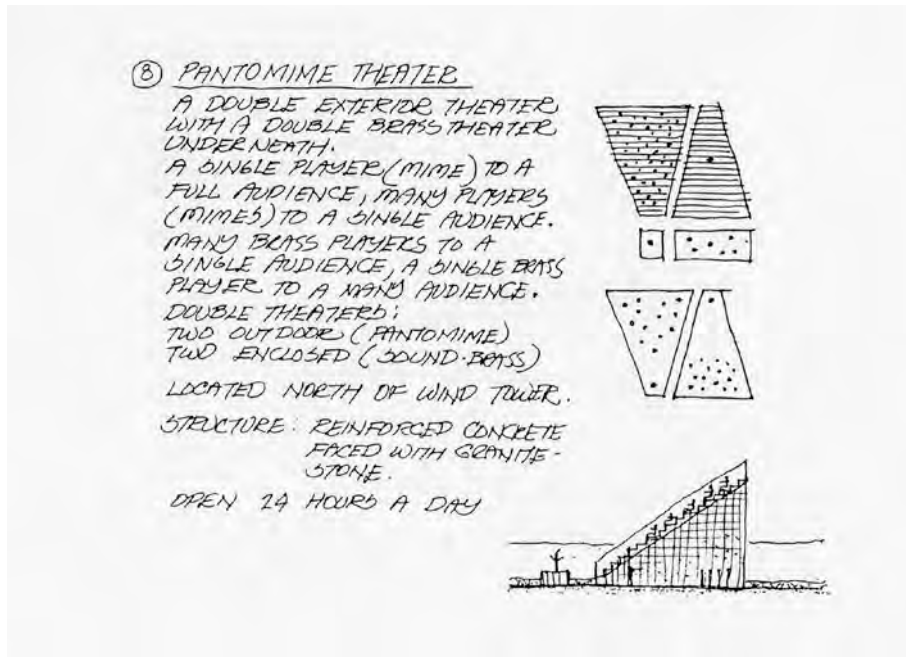 8 PANTOMIME THEATER
A DOUBLE EXTERIOR THEATER
WITH A DOUBLE BRASS THEATER
UNDERNEATH.
A SINGLE PLAYER (MIME) TO A
FULL AUDIENCE, MANY PLAYERS
(MIMES) TO A SINGLE AUDIENCE.
MANY BRASS PLAYERS TO A
SINGLE AUDIENCE, A SINGLE BRASS
PLAYER TO A MANY AUDIENCE.
DOUBLE THEATERS:
TWO OUTDOOR (PANTOMIME)
TWO ENCLOSED (SOUND-BRASS)
LOCATED NORTH OF WIND TOWER.
STRUCTURE: REINFORCED CONCRETE
FACED WITH GRANITE-
STONE.
OPEN 24 HOURS A DAY